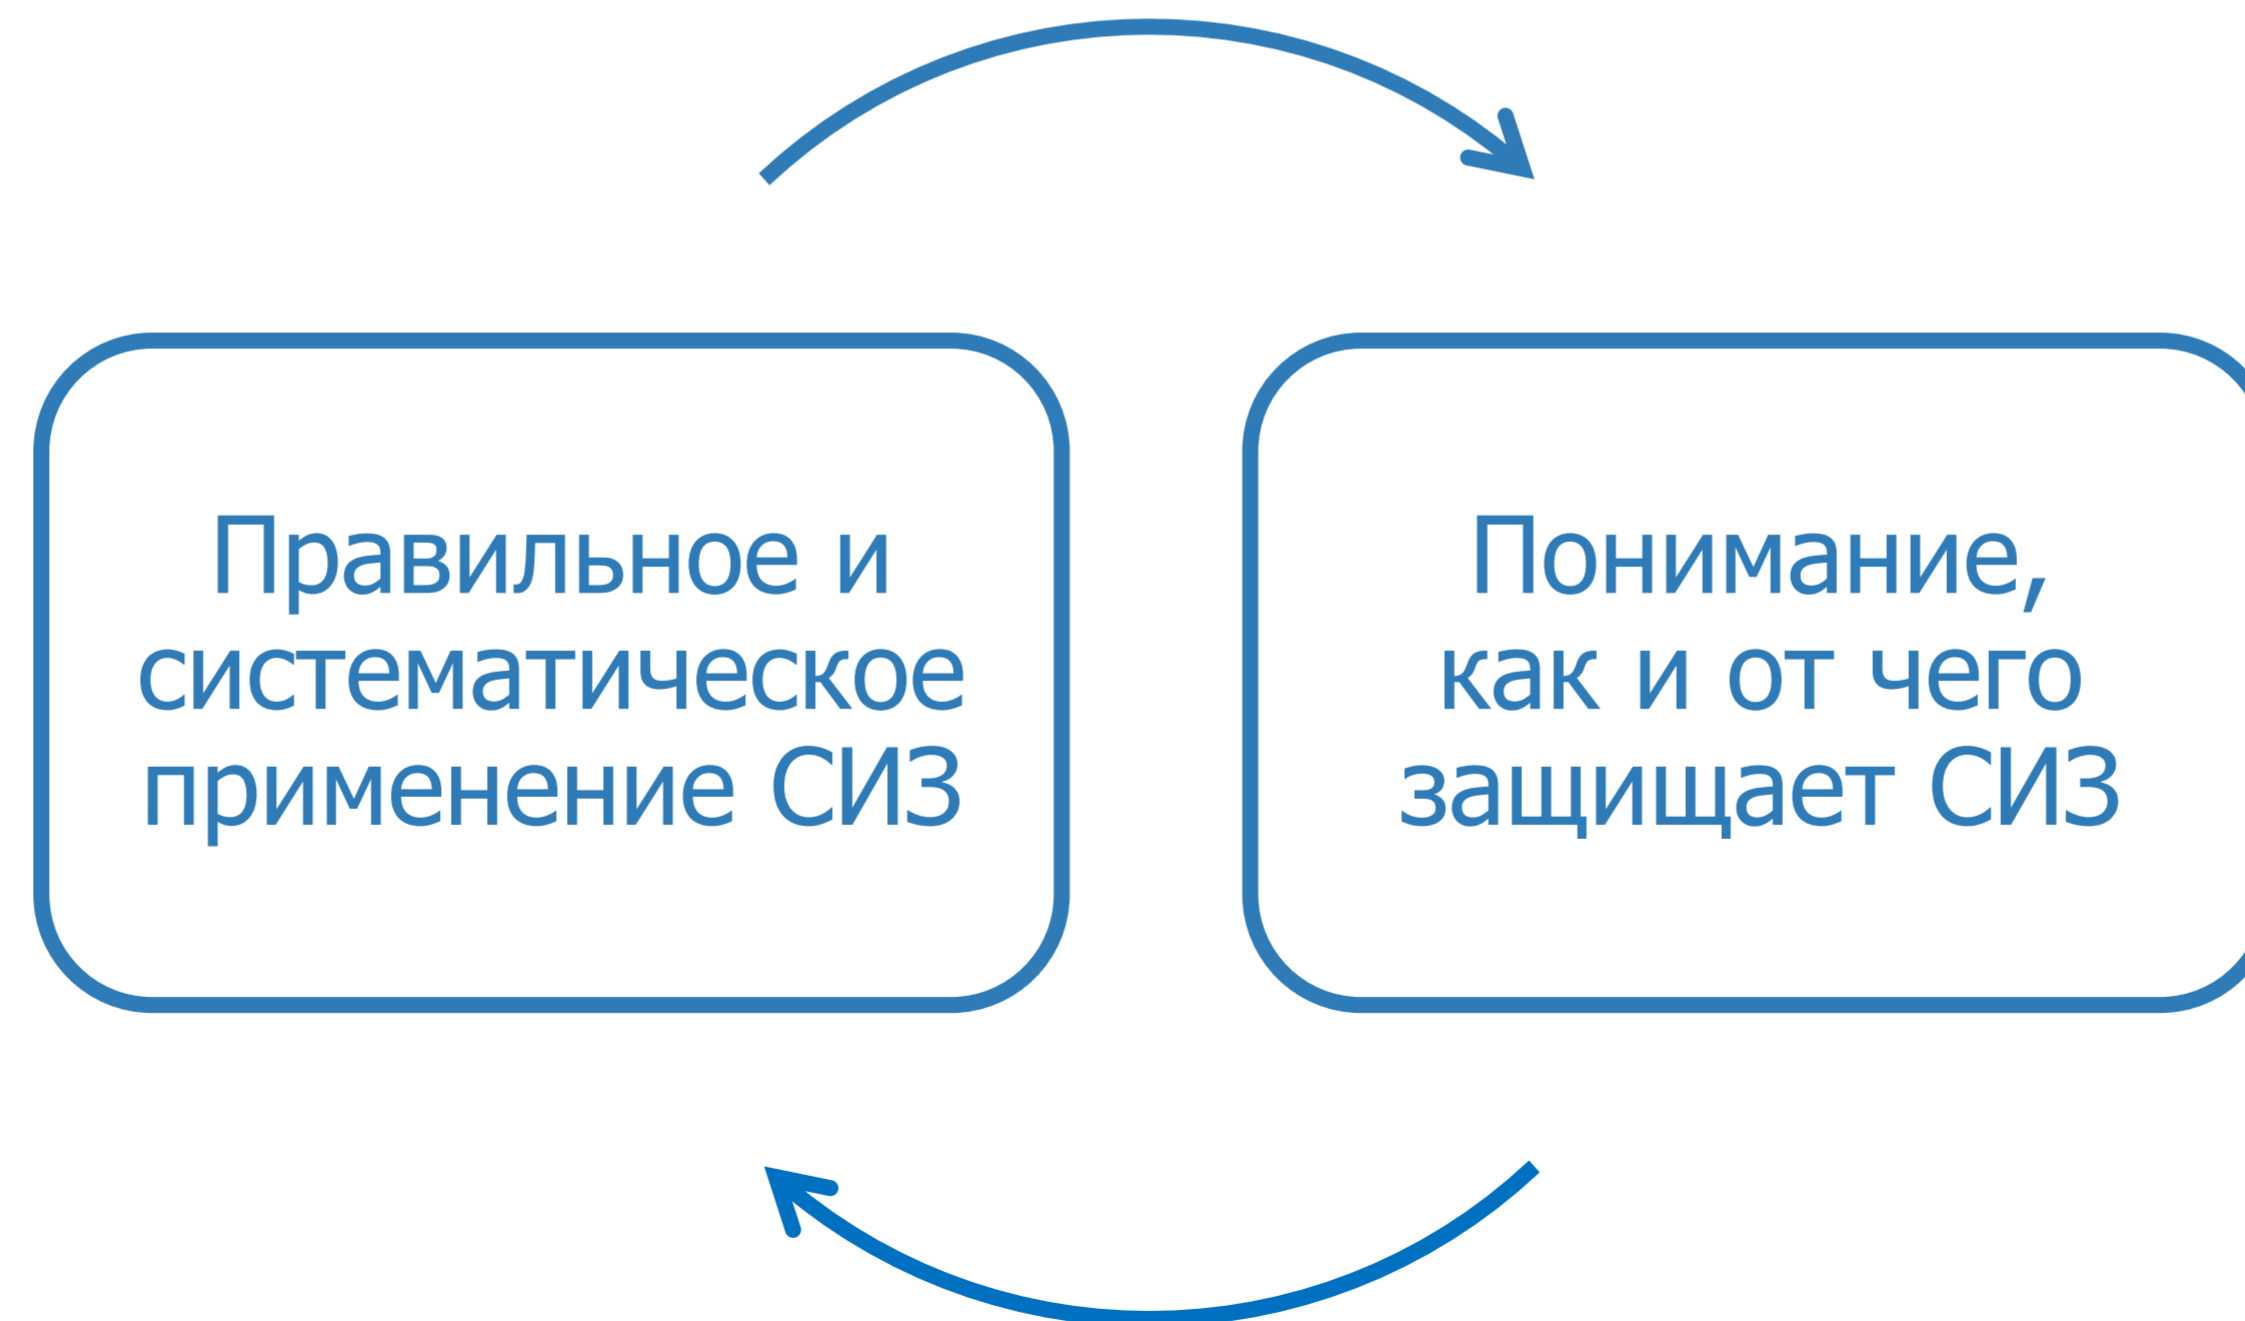 Правильное и
систематическое
применение СИЗ
Понимание,
как и от чего
защищает СИЗ